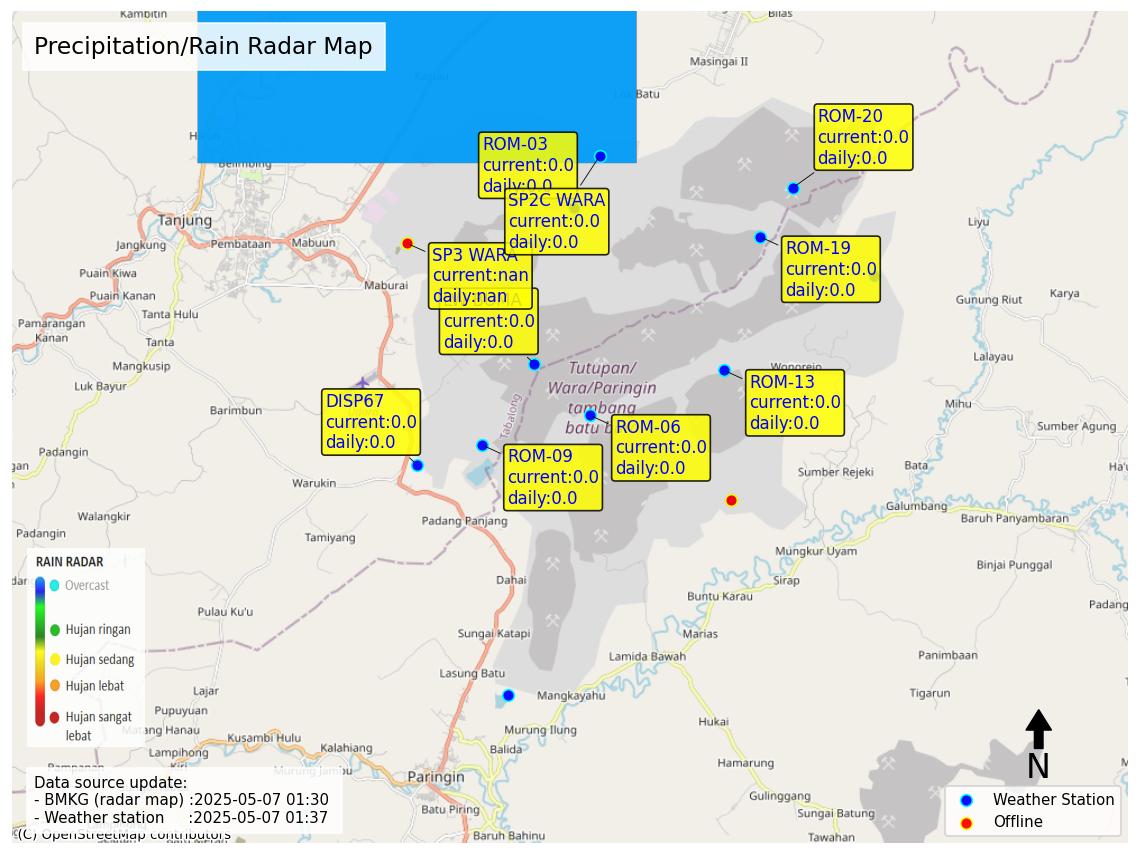 Kambitin
Bilas
Precipitation/Rain Radar Map
Masingai II
Kapau
Batu
Belimbing
ROM-20
current:0.0
daily:0.0
ROM-03
current:0.0
daily:0.0
SP2C WARA
current:0.0
daily:0.0
Tanjung
Jangkung
Pembataan
Mabuun
Liyu
ROM-19
current:0.0
daily:0.0
SP3 WARA
current:nan
daily:nan
current:0.0
daily:0.0
Puain Kiwa
Maburai
Puain Kanan
Tanta Hulu
Gunung Riut
Karya
Pamarangan
Kanan
Tanta
Mangkusip
Lalayau
Luk Bayur
Tutupan/
Wara/Paringin
tambang
batu b
Wonorejo
ROM-13
current:0.0
daily:0.0
Tabalong
DISP67
current:0.0
daily:0.0
Barimbun
Mihu
ROM-06
current:0.0
daily:0.0
Sumber Agung
ROM-09
current:0.0
daily:0.0
Padangin
Warukin
Sumber Rejeki
Bata
Galumbang
Baruh Panyambaran
Walangkir
Padangin
Padang Panjang
Tamiyang
Mungkur Uyam
Binjai Punggal
RAIN RADAR
Overcast
Hujan ringan
Hujan sedang
Hujan lebat
Hujan sangat
lebat
Dahai
Sirap
Buntu Karau
Padang
Pulau Ku'u
Sungai Katapi
Marias
Lamida Bawah
Panimbaan
Lasung Batu
Lajar
Mangkayahu
Tigarun
Pupuyuan
Matang Hanau
Murung Ilung
Hukai
Lampihong
Kusambi Hulu
Kalahiang
Balida
Hamarung
N
Murung Jambu
Paringin
Data source update:
- BMKG (radar map) :2025-05-07 01:30
- Weather station :2025-05-07 01:37
(C) OpenStreetMap contributors
Batu Piring
Baruh Bahinu
Gulinggang
Sungai Batung
Tawahan
Weather Station
Offline